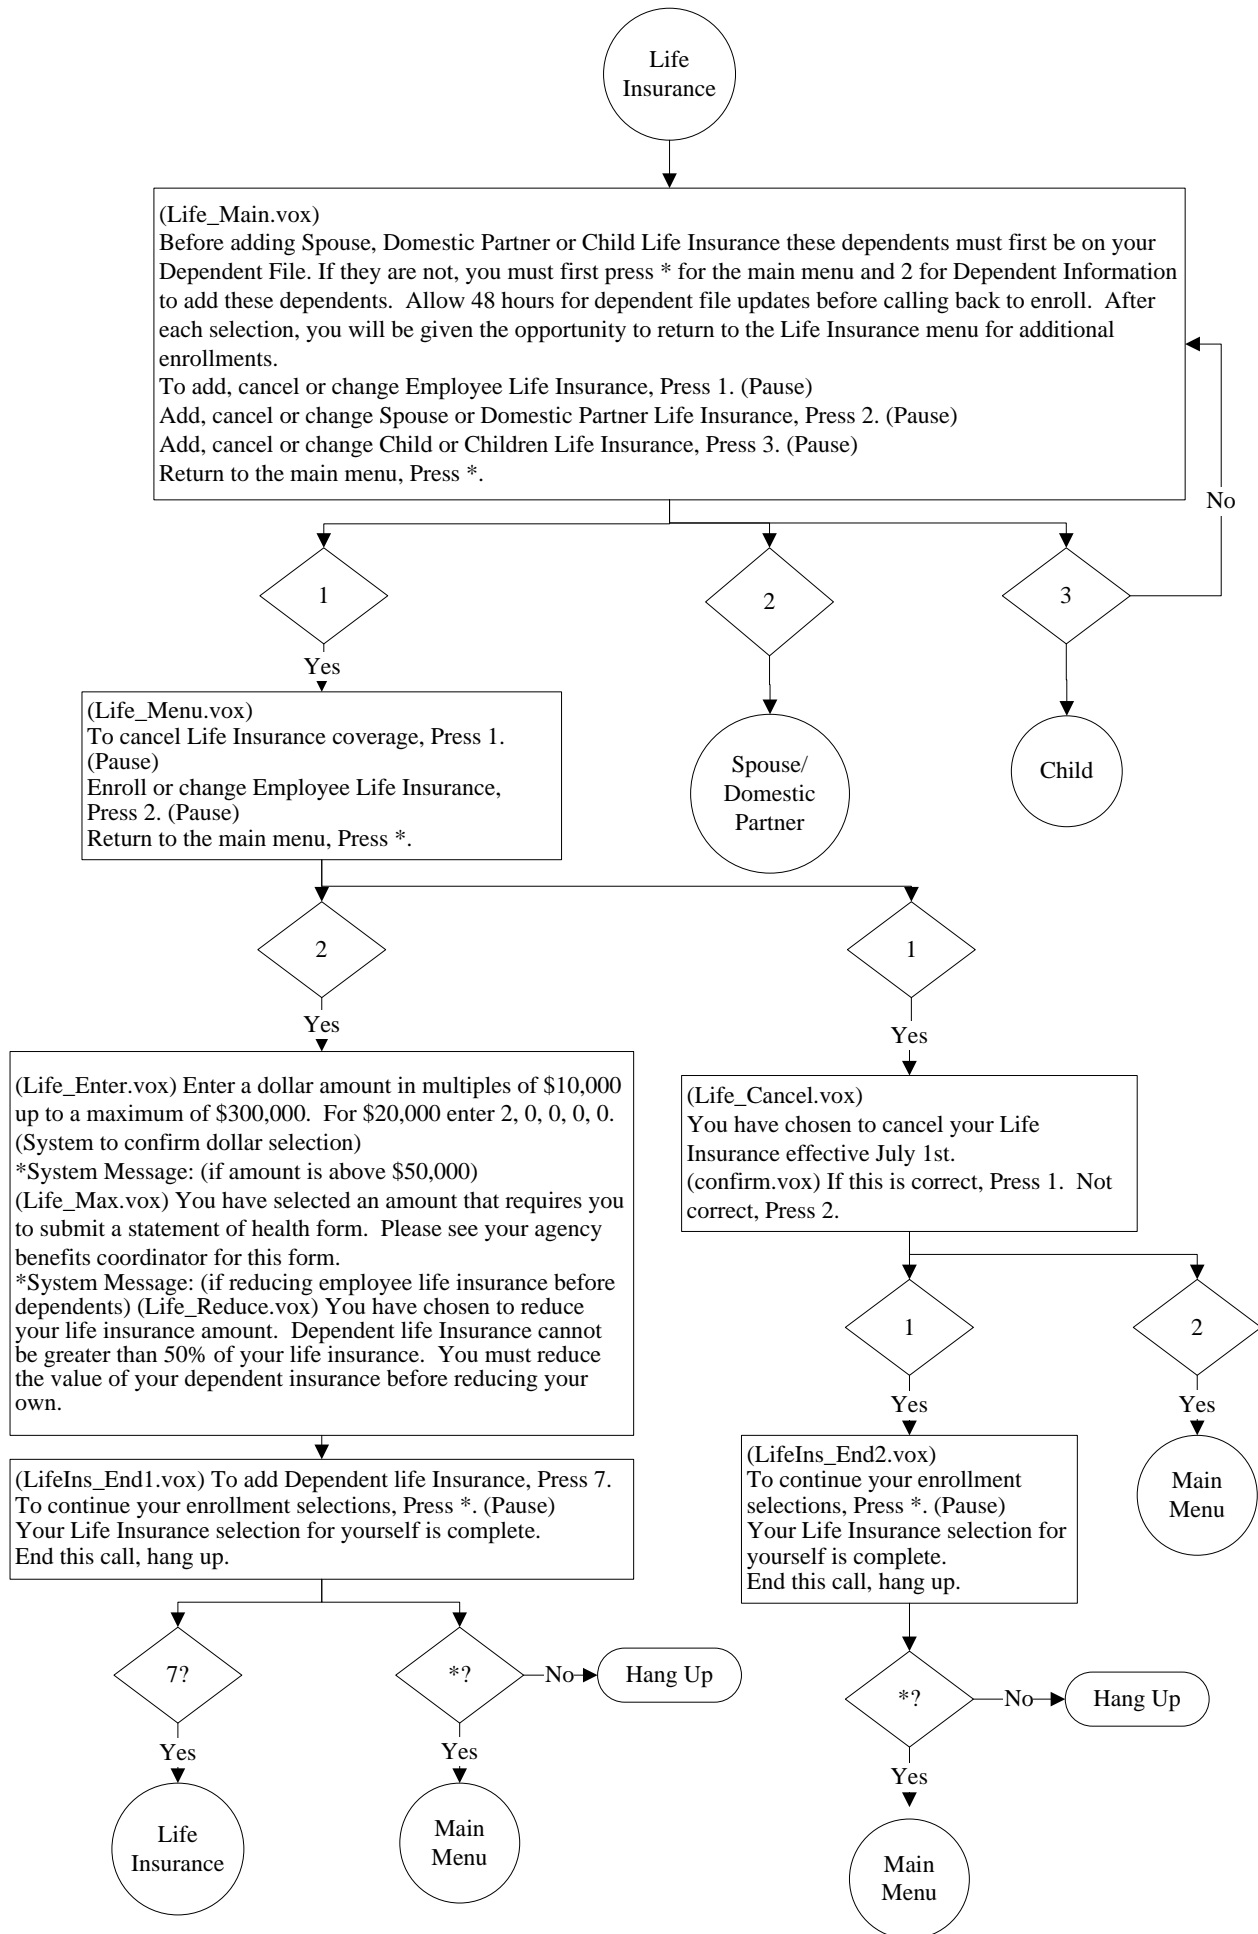 Life
Insurance
(Life_Main.vox)
Before adding Spouse, Domestic Partner or Child Life Insurance these dependents must first be on your
Dependent File. If they are not, you must first press * for the main menu and 2 for Dependent Information
to add these dependents.  Allow 48 hours for dependent file updates before calling back to enroll.  After
each selection, you will be given the opportunity to return to the Life Insurance menu for additional
enrollments.
To add, cancel or change Employee Life Insurance, Press 1. (Pause)
Add, cancel or change Spouse or Domestic Partner Life Insurance, Press 2. (Pause)
Add, cancel or change Child or Children Life Insurance, Press 3. (Pause)
Return to the main menu, Press *.
No
1
2
3
Yes
(Life_Menu.vox)
To cancel Life Insurance coverage, Press 1.
(Pause)
Enroll or change Employee Life Insurance,
Press 2. (Pause)
Return to the main menu, Press *.
Spouse/
Domestic
Partner
Child
2
1
Yes
Yes
(Life_Enter.vox) Enter a dollar amount in multiples of $10,000
up to a maximum of $300,000.  For $20,000 enter 2, 0, 0, 0, 0.
(System to confirm dollar selection)
*System Message: (if amount is above $50,000)
(Life_Max.vox) You have selected an amount that requires you
to submit a statement of health form.  Please see your agency
benefits coordinator for this form.
*System Message: (if reducing employee life insurance before
dependents) (Life_Reduce.vox) You have chosen to reduce
your life insurance amount.  Dependent life Insurance cannot
be greater than 50% of your life insurance.  You must reduce
the value of your dependent insurance before reducing your
own.
(Life_Cancel.vox)
You have chosen to cancel your Life
Insurance effective July 1st.
(confirm.vox) If this is correct, Press 1.  Not
correct, Press 2.
1
2
Yes
Yes
(LifeIns_End1.vox) To add Dependent life Insurance, Press 7.
To continue your enrollment selections, Press *. (Pause)
Your Life Insurance selection for yourself is complete.
End this call, hang up.
(LifeIns_End2.vox)
To continue your enrollment
selections, Press *. (Pause)
Your Life Insurance selection for
yourself is complete.
End this call, hang up.
Main
Menu
7?
*?
No
Hang Up
*?
No
Hang Up
Yes
Yes
Yes
Life
Insurance
Main
Menu
Main
Menu